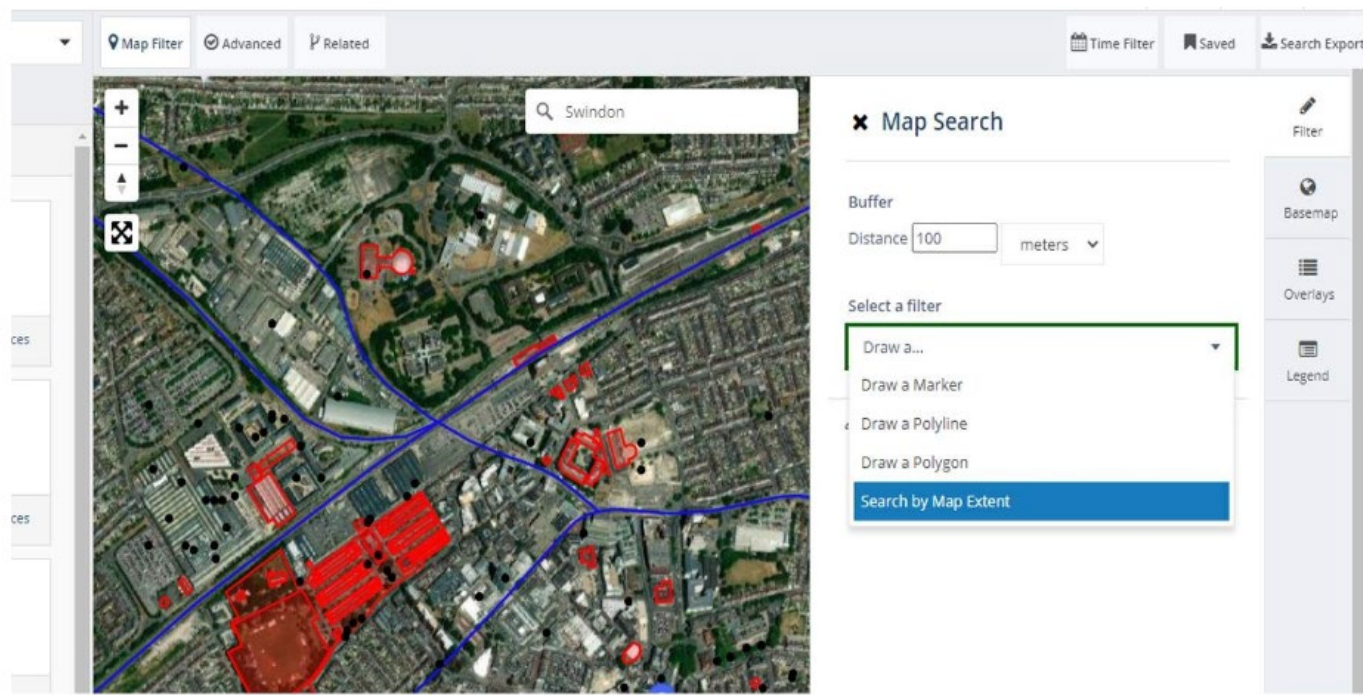 Map Filter
Advanced
Related
Time Filter
Saved
Search Export
Swindon
Map Search
Filter
Buffer
Distance 100 meters
Basemap
Select a filter
Overlays
Draw a...
Draw a Marker
Legend
Draw a Polyline
Draw a Polygon
Search by Map Extent
ces
ces